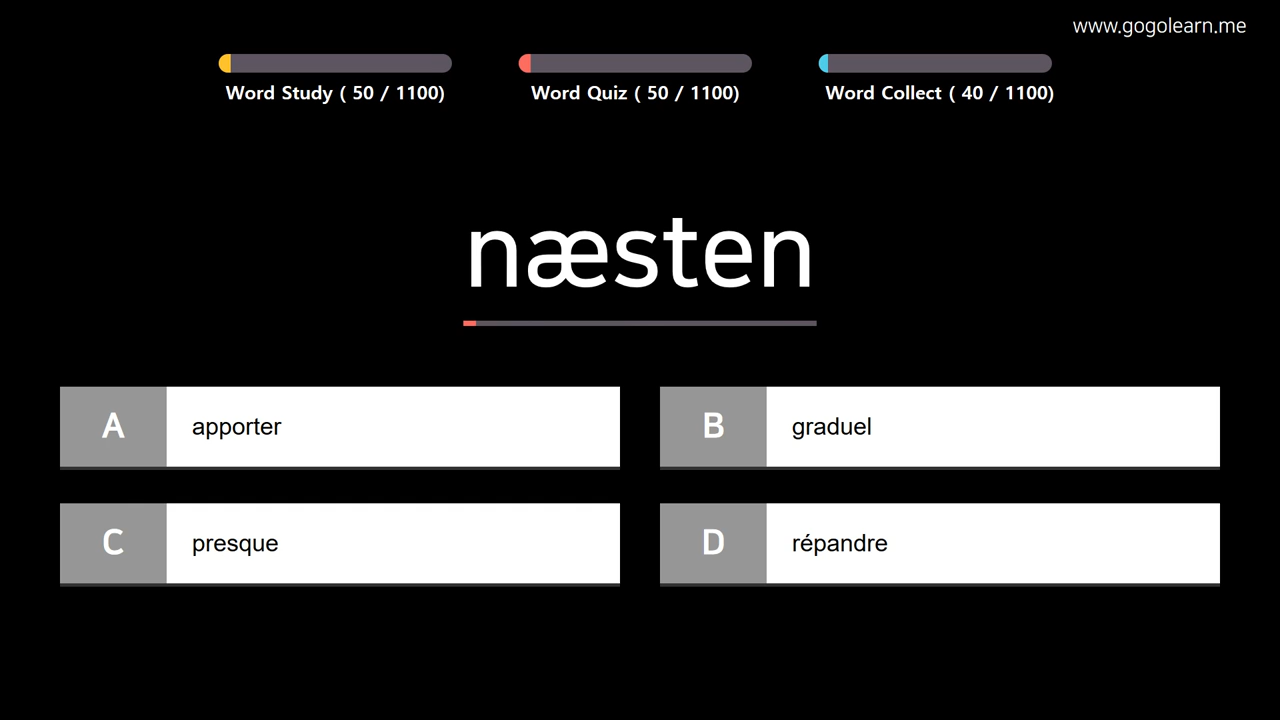 www.gogolearn.me
Word Study ( 50 / 1100)
Word Quiz ( 50 / 1100)
Word Collect ( 40 / 1100)
næsten
A apporter
B graduel
C presque
D répandre